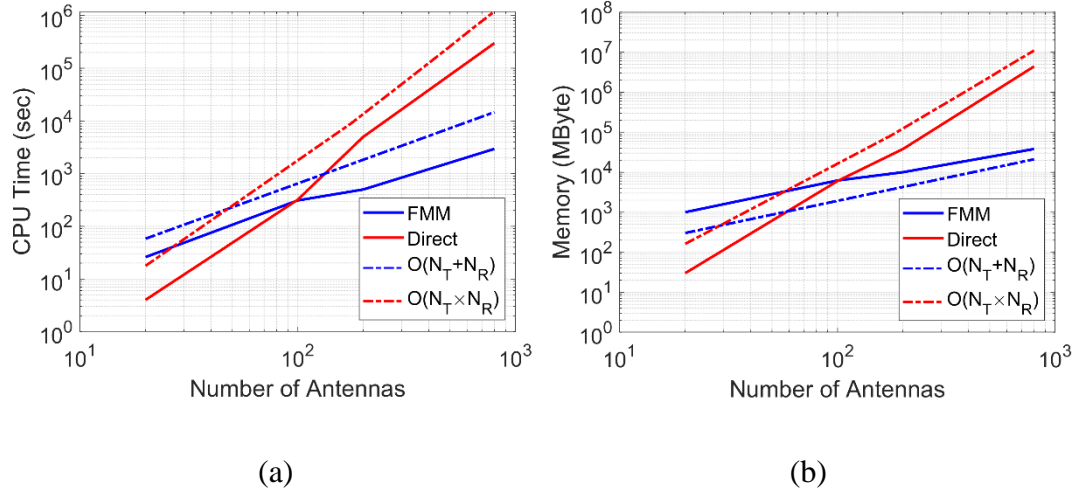 10^6
10^5
10^4
10^3
10^2
10^1
10^0
CPU Time (sec)
FMM
Direct
O(N_T+N_R)
O(N_T×N_R)
10^1
10^2
10^3
Number of Antennas
(a)
10^8
10^7
10^6
10^5
10^4
10^3
10^2
10^1
10^0
Memory (MByte)
FMM
Direct
O(N_T+N_R)
O(N_T×N_R)
10^1
10^2
10^3
Number of Antennas
(b)